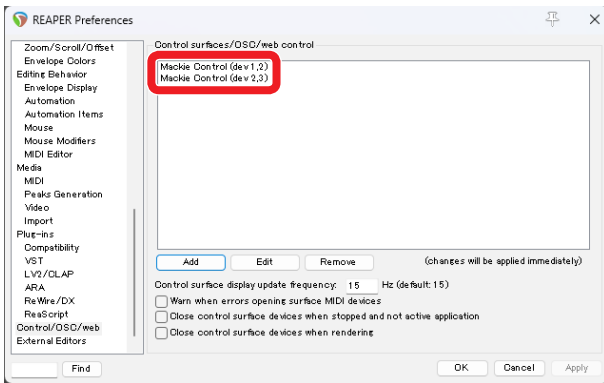 REAPER Preferences
Zoom/Scroll/Offset
Envelope Colors
Editing Behavior
Envelope Display
Automation
Automation Items
Mouse
Mouse Modifiers
MIDI Editor
Media
MIDI
Peaks Generation
Video
Import
Plug-ins
Compatibility
VST
LV2/CLAP
ARA
ReWire/DX
ReaScript
Control/OSC/web
External Editors
Find
Control surfaces/OSC/web control
Mackie Control (dev 1,2)
Mackie Control (dev 2,3)
Add Edit Remove (changes will be applied immediately)
Control surface display update frequency: 15 Hz (default: 15)
Warn when errors opening surface MIDI devices
Close control surface devices when stopped and not active application
Close control surface devices when rendering
OK Cancel Apply